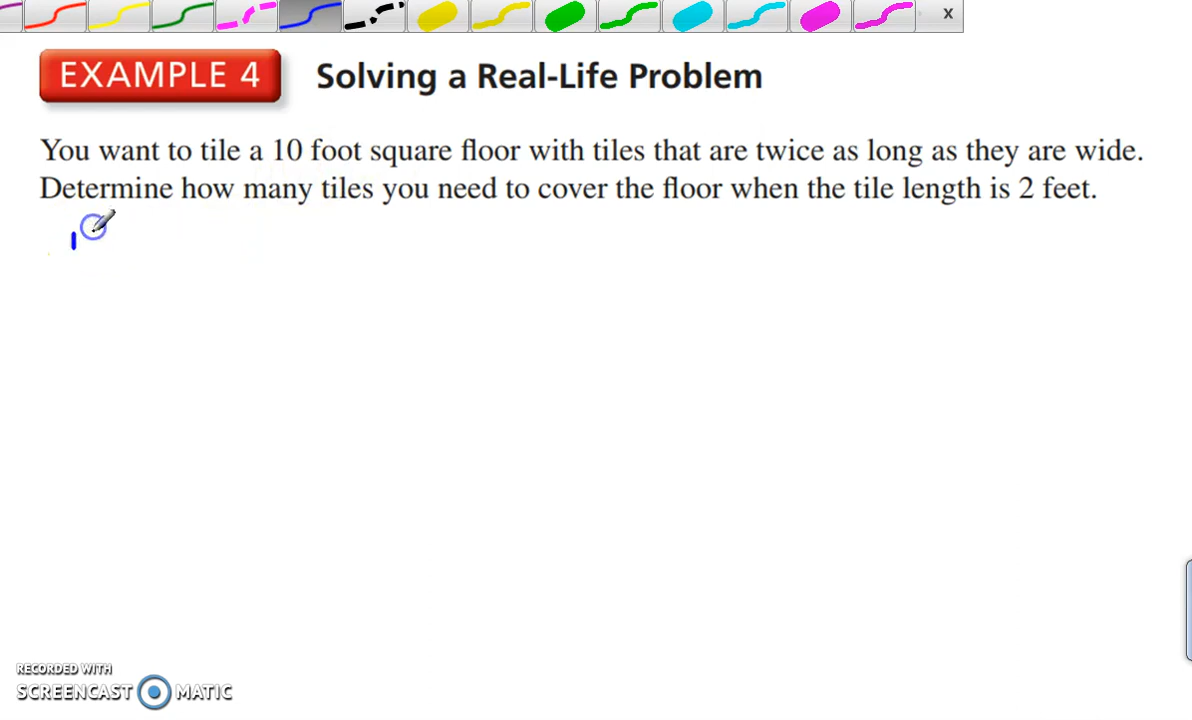 x
EXAMPLE 4 Solving a Real-Life Problem
You want to tile a 10 foot square floor with tiles that are twice as long as they are wide.
Determine how many tiles you need to cover the floor when the tile length is 2 feet.
RECORDED WITH
SCREENCAST MATIC